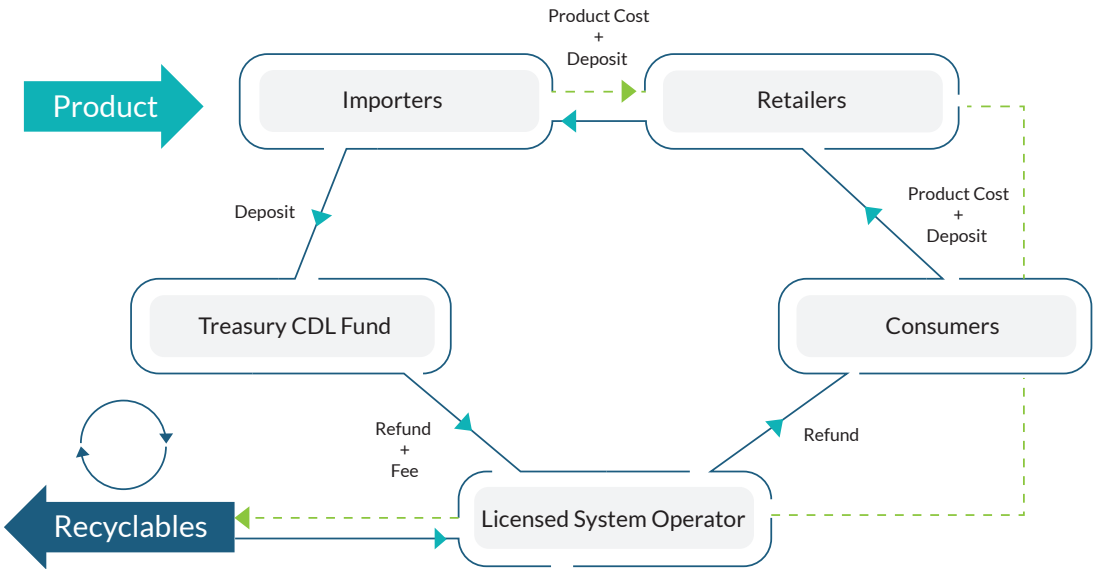 Product Cost
+
Deposit
Product
Importers
Retailers
Deposit
Product Cost
+
Deposit
Treasury CDL Fund
Consumers
Refund
+
Fee
Refund
Recyclables
Licensed System Operator